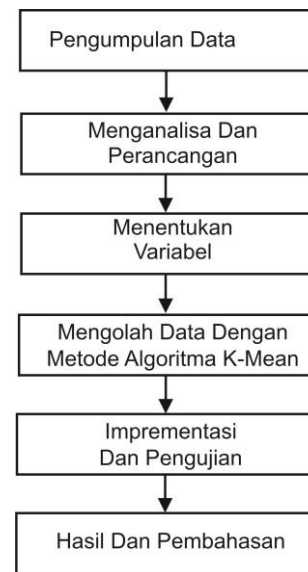 Pengumpulan Data
Menganalisa Dan
Perancangan
Menentukan
Variabel
Mengolah Data Dengan
Metode Algoritma K-Mean
Imprementasi
Dan Pengujian
Hasil Dan Pembahasan